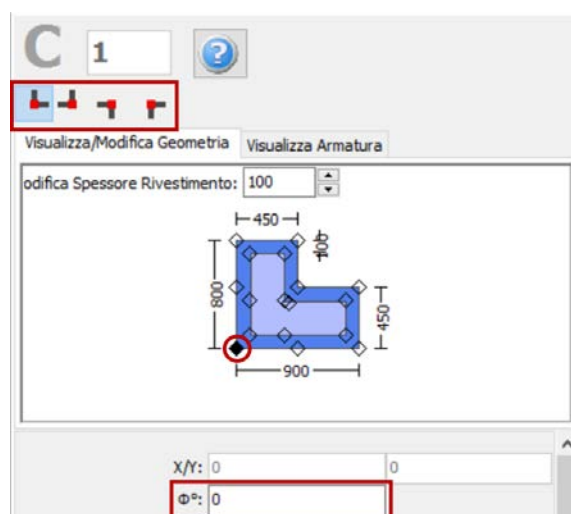 C 1 ?
Visualizza/Modifica Geometria Visualizza Armatura
odifica Spessore Rivestimento: 100
450
100
800
450
900
X/Y: 0 0
Φ°: 0